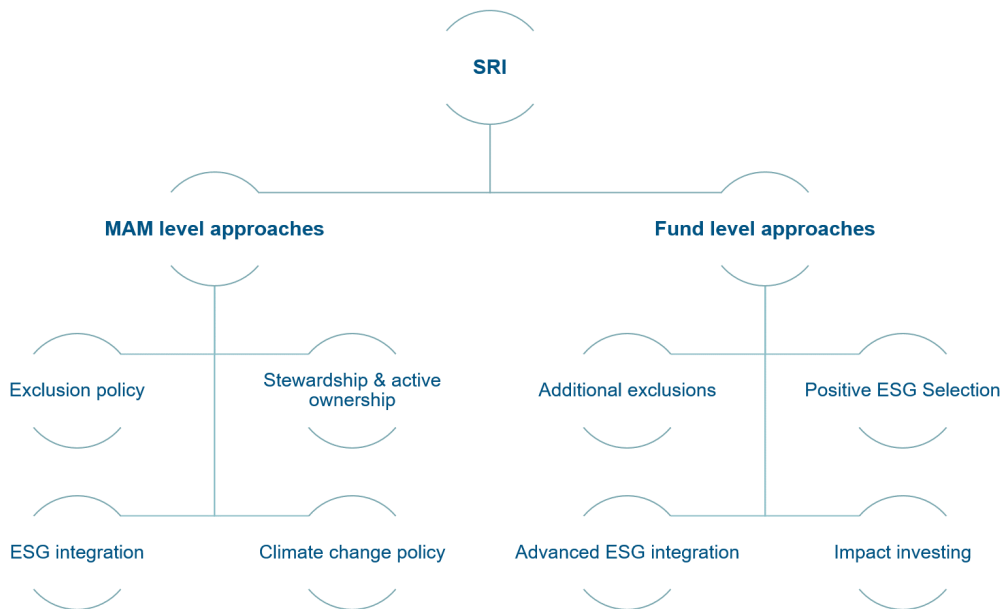 SRI
MAM level approaches
Fund level approaches
Exclusion policy
Stewardship & active
ownership
Additional exclusions
Positive ESG Selection
ESG integration
Climate change policy
Advanced ESG integration
Impact investing